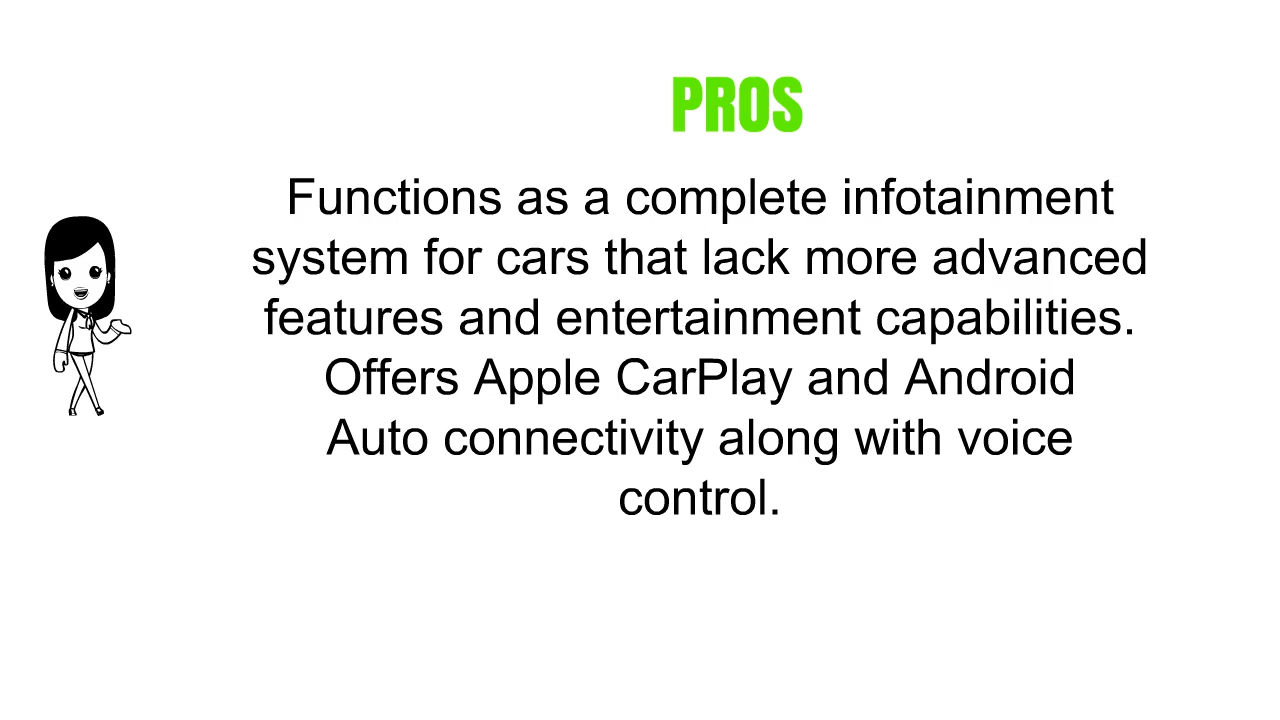 PROS
Functions as a complete infotainment
system for cars that lack more advanced
features and entertainment capabilities.
Offers Apple CarPlay and Android
Auto connectivity along with voice
control.